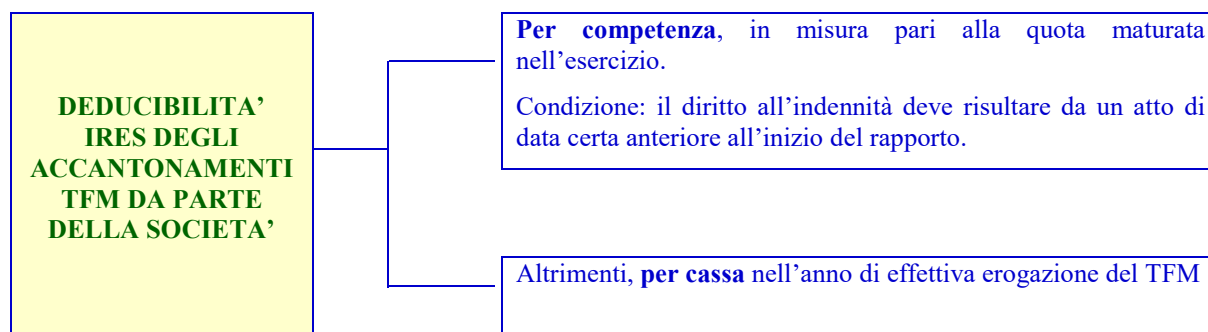 DEDUCIBILITA’
IRES DEGLI
ACCANTONAMENTI
TFM DA PARTE
DELLA SOCIETA’
Per competenza, in misura pari alla quota maturata
nell’esercizio.
Condizione: il diritto all’indennità deve risultare da un atto di
data certa anteriore all’inizio del rapporto.
Altrimenti, per cassa nell’anno di effettiva erogazione del TFM